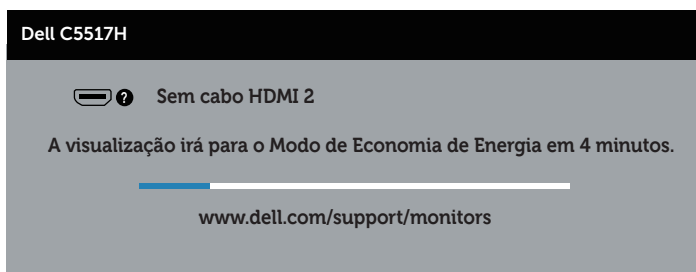 Dell C5517H
? Sem cabo HDMI 2
A visualização irá para o Modo de Economia de Energia em 4 minutos.
www.dell.com/support/monitors